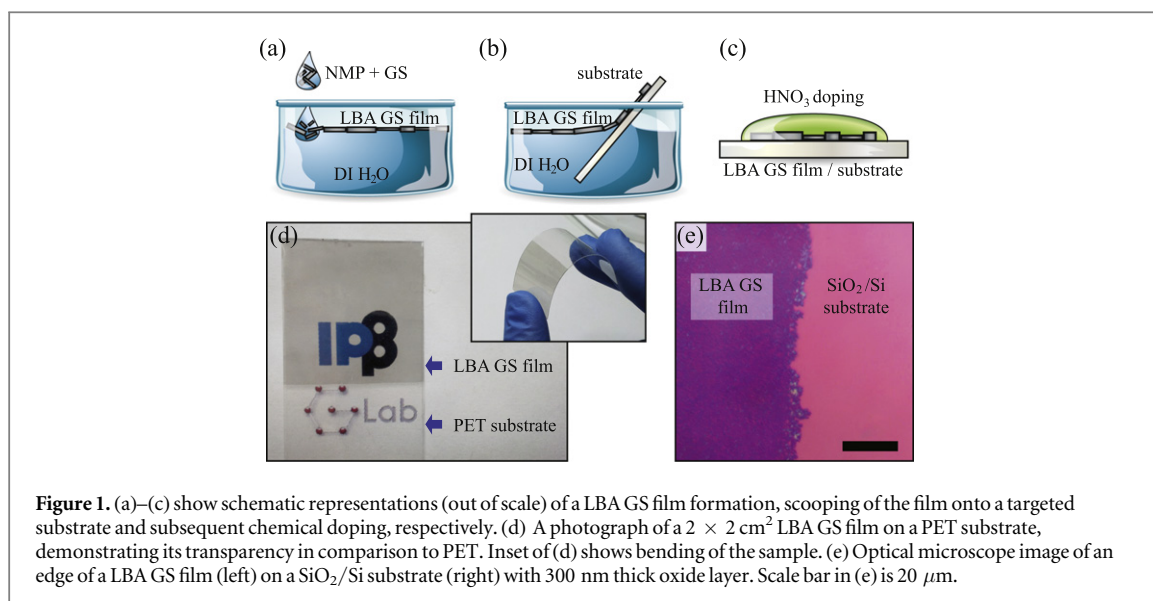 (a)
NMP + GS
LBA GS film
DI H₂O
(b)
substrate
LBA GS film
DI H₂O
(c)
HNO₃ doping
LBA GS film / substrate
(d)
IPβ
LBA GS film
G Lab
PET substrate
(e)
LBA GS
film
SiO₂/Si
substrate
Figure 1. (a)–(c) show schematic representations (out of scale) of a LBA GS film formation, scooping of the film onto a targeted
substrate and subsequent chemical doping, respectively. (d) A photograph of a 2 × 2 cm² LBA GS film on a PET substrate,
demonstrating its transparency in comparison to PET. Inset of (d) shows bending of the sample. (e) Optical microscope image of an
edge of a LBA GS film (left) on a SiO₂/Si substrate (right) with 300 nm thick oxide layer. Scale bar in (e) is 20 μm.